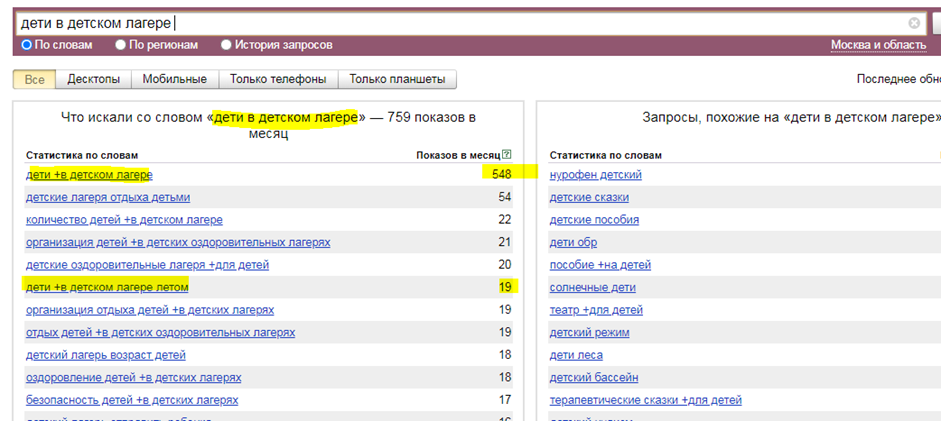 дети в детском лагере
По словам По регионам История запросов Москва и область
Все Десктопы Мобильные Только телефоны Только планшеты Последнее обно
Что искали со словом «дети в детском лагере» — 759 показов в
месяц
Статистика по словам Показов в месяц ?
дети +в детском лагере 548
детские лагеря отдыха детьми 54
количество детей +в детском лагере 22
организация детей +в детских оздоровительных лагерях 21
детские оздоровительные лагеря +для детей 20
дети +в детском лагере летом 19
организация отдыха детей +в детских лагерях 19
отдых детей +в детских оздоровительных лагерях 19
детский лагерь возраст детей 18
оздоровление детей +в детских лагерях 18
безопасность детей +в детских лагерях 17
Запросы, похожие на «дети в детском лагере»
Статистика по словам
нурофен детский
детские сказки
детские пособия
дети обр
пособие +на детей
солнечные дети
театр +для детей
детский режим
дети леса
детский бассейн
терапевтические сказки +для детей